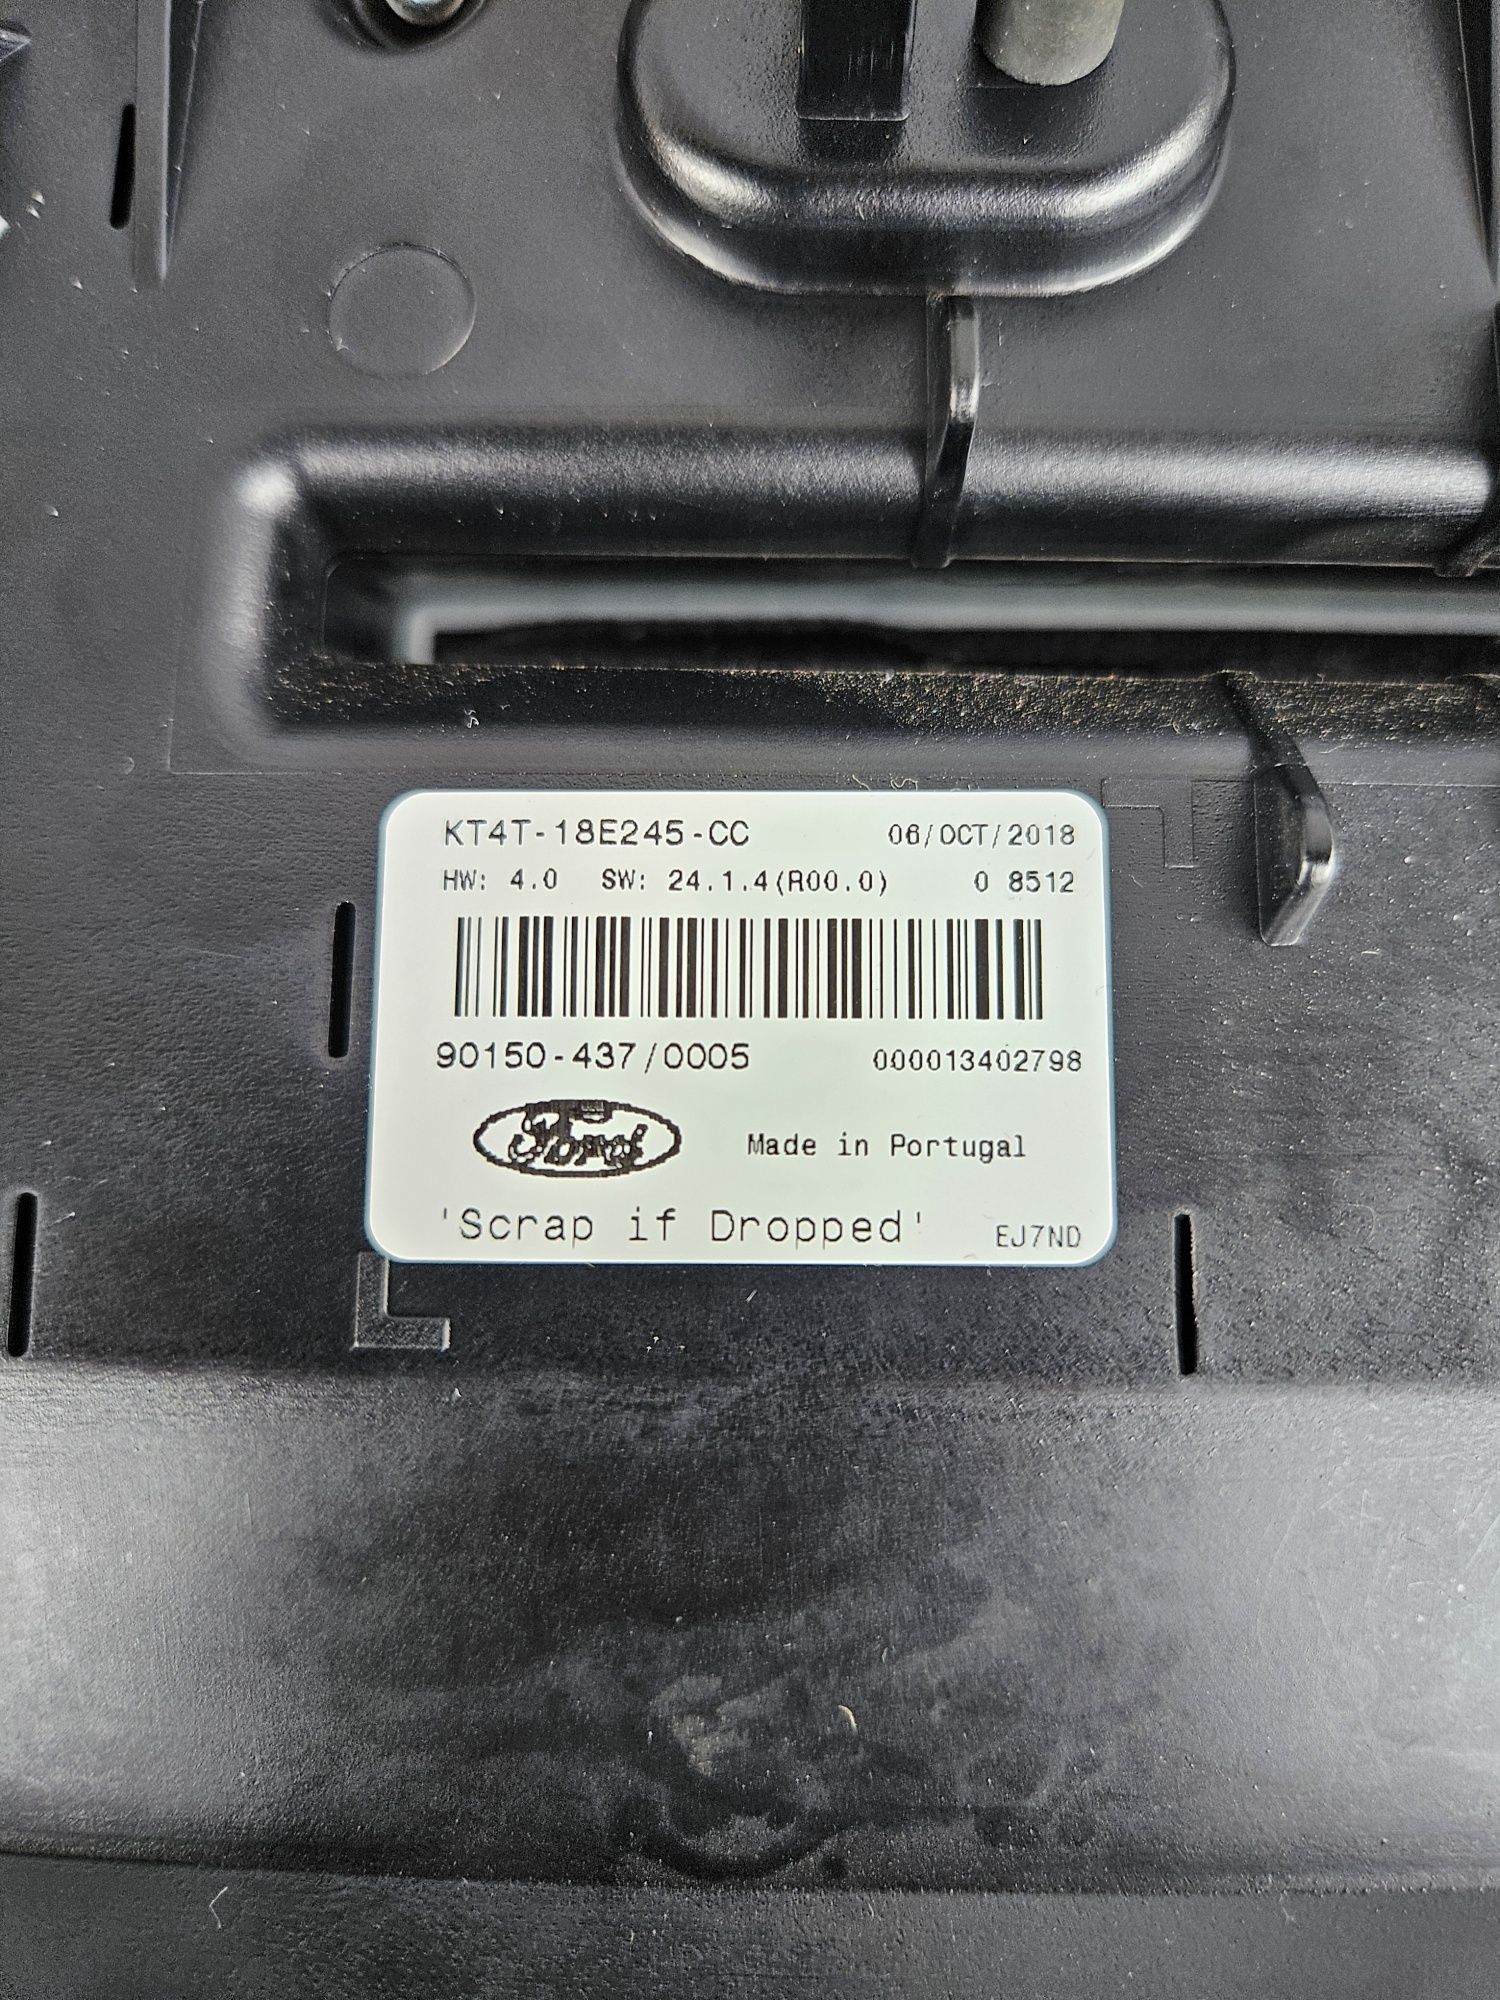 KT4T-18E245-CC 06/OCT/2018
HW: 4.0 SW: 24.1.4(R00.0) 0 8512
90150-437/0005 000013402798
Ford Made in Portugal
'Scrap if Dropped' EJ7ND